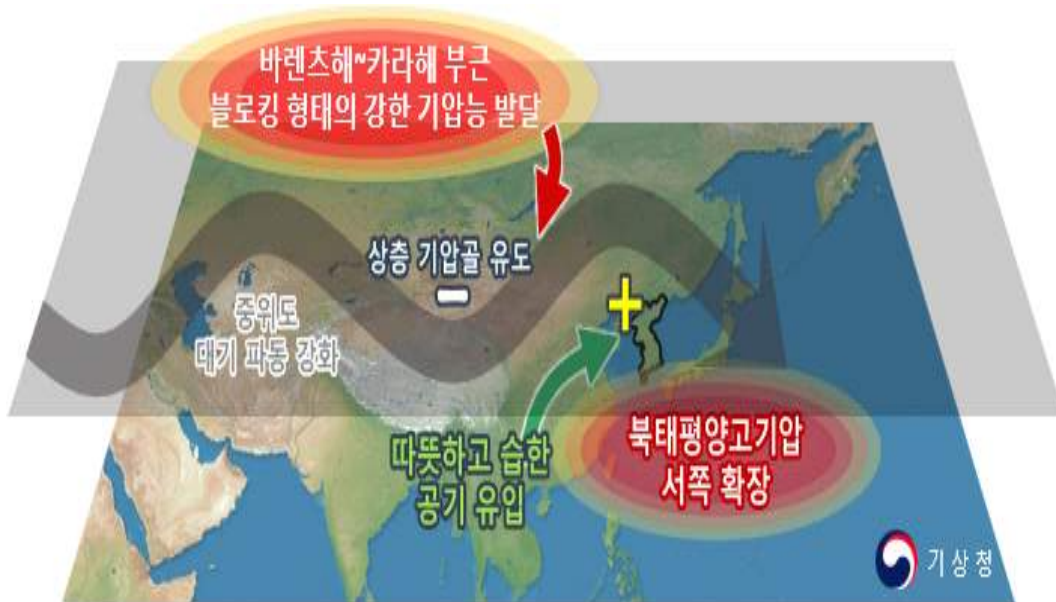 바렌츠해~카라해 부근
블로킹 형태의 강한 기압능 발달
상층 기압골 유도
중위도
대기 파동 강화
따뜻하고 습한
공기 유입
북태평양고기압
서쪽 확장
기상청